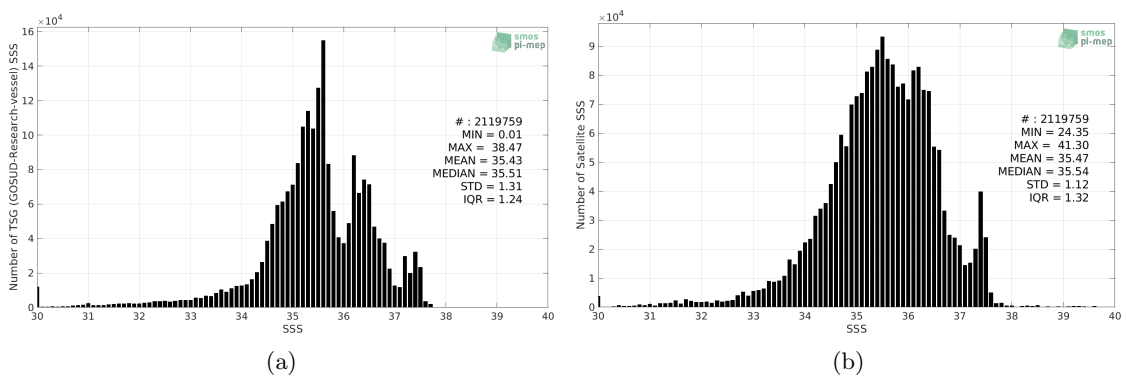 ×10⁴
16
14
12
10
8
6
4
2
0
Number of TSG (GOSUD-Research-vessel) SSS
30 31 32 33 34 35 36 37 38 39 40
SSS
smos
pi-mep
# : 2119759
MIN = 0.01
MAX = 38.47
MEAN = 35.43
MEDIAN = 35.51
STD = 1.31
IQR = 1.24
(a)
×10⁴
9
8
7
6
5
4
3
2
1
0
Number of Satellite SSS
30 31 32 33 34 35 36 37 38 39 40
SSS
smos
pi-mep
# : 2119759
MIN = 24.35
MAX = 41.30
MEAN = 35.47
MEDIAN = 35.54
STD = 1.12
IQR = 1.32
(b)